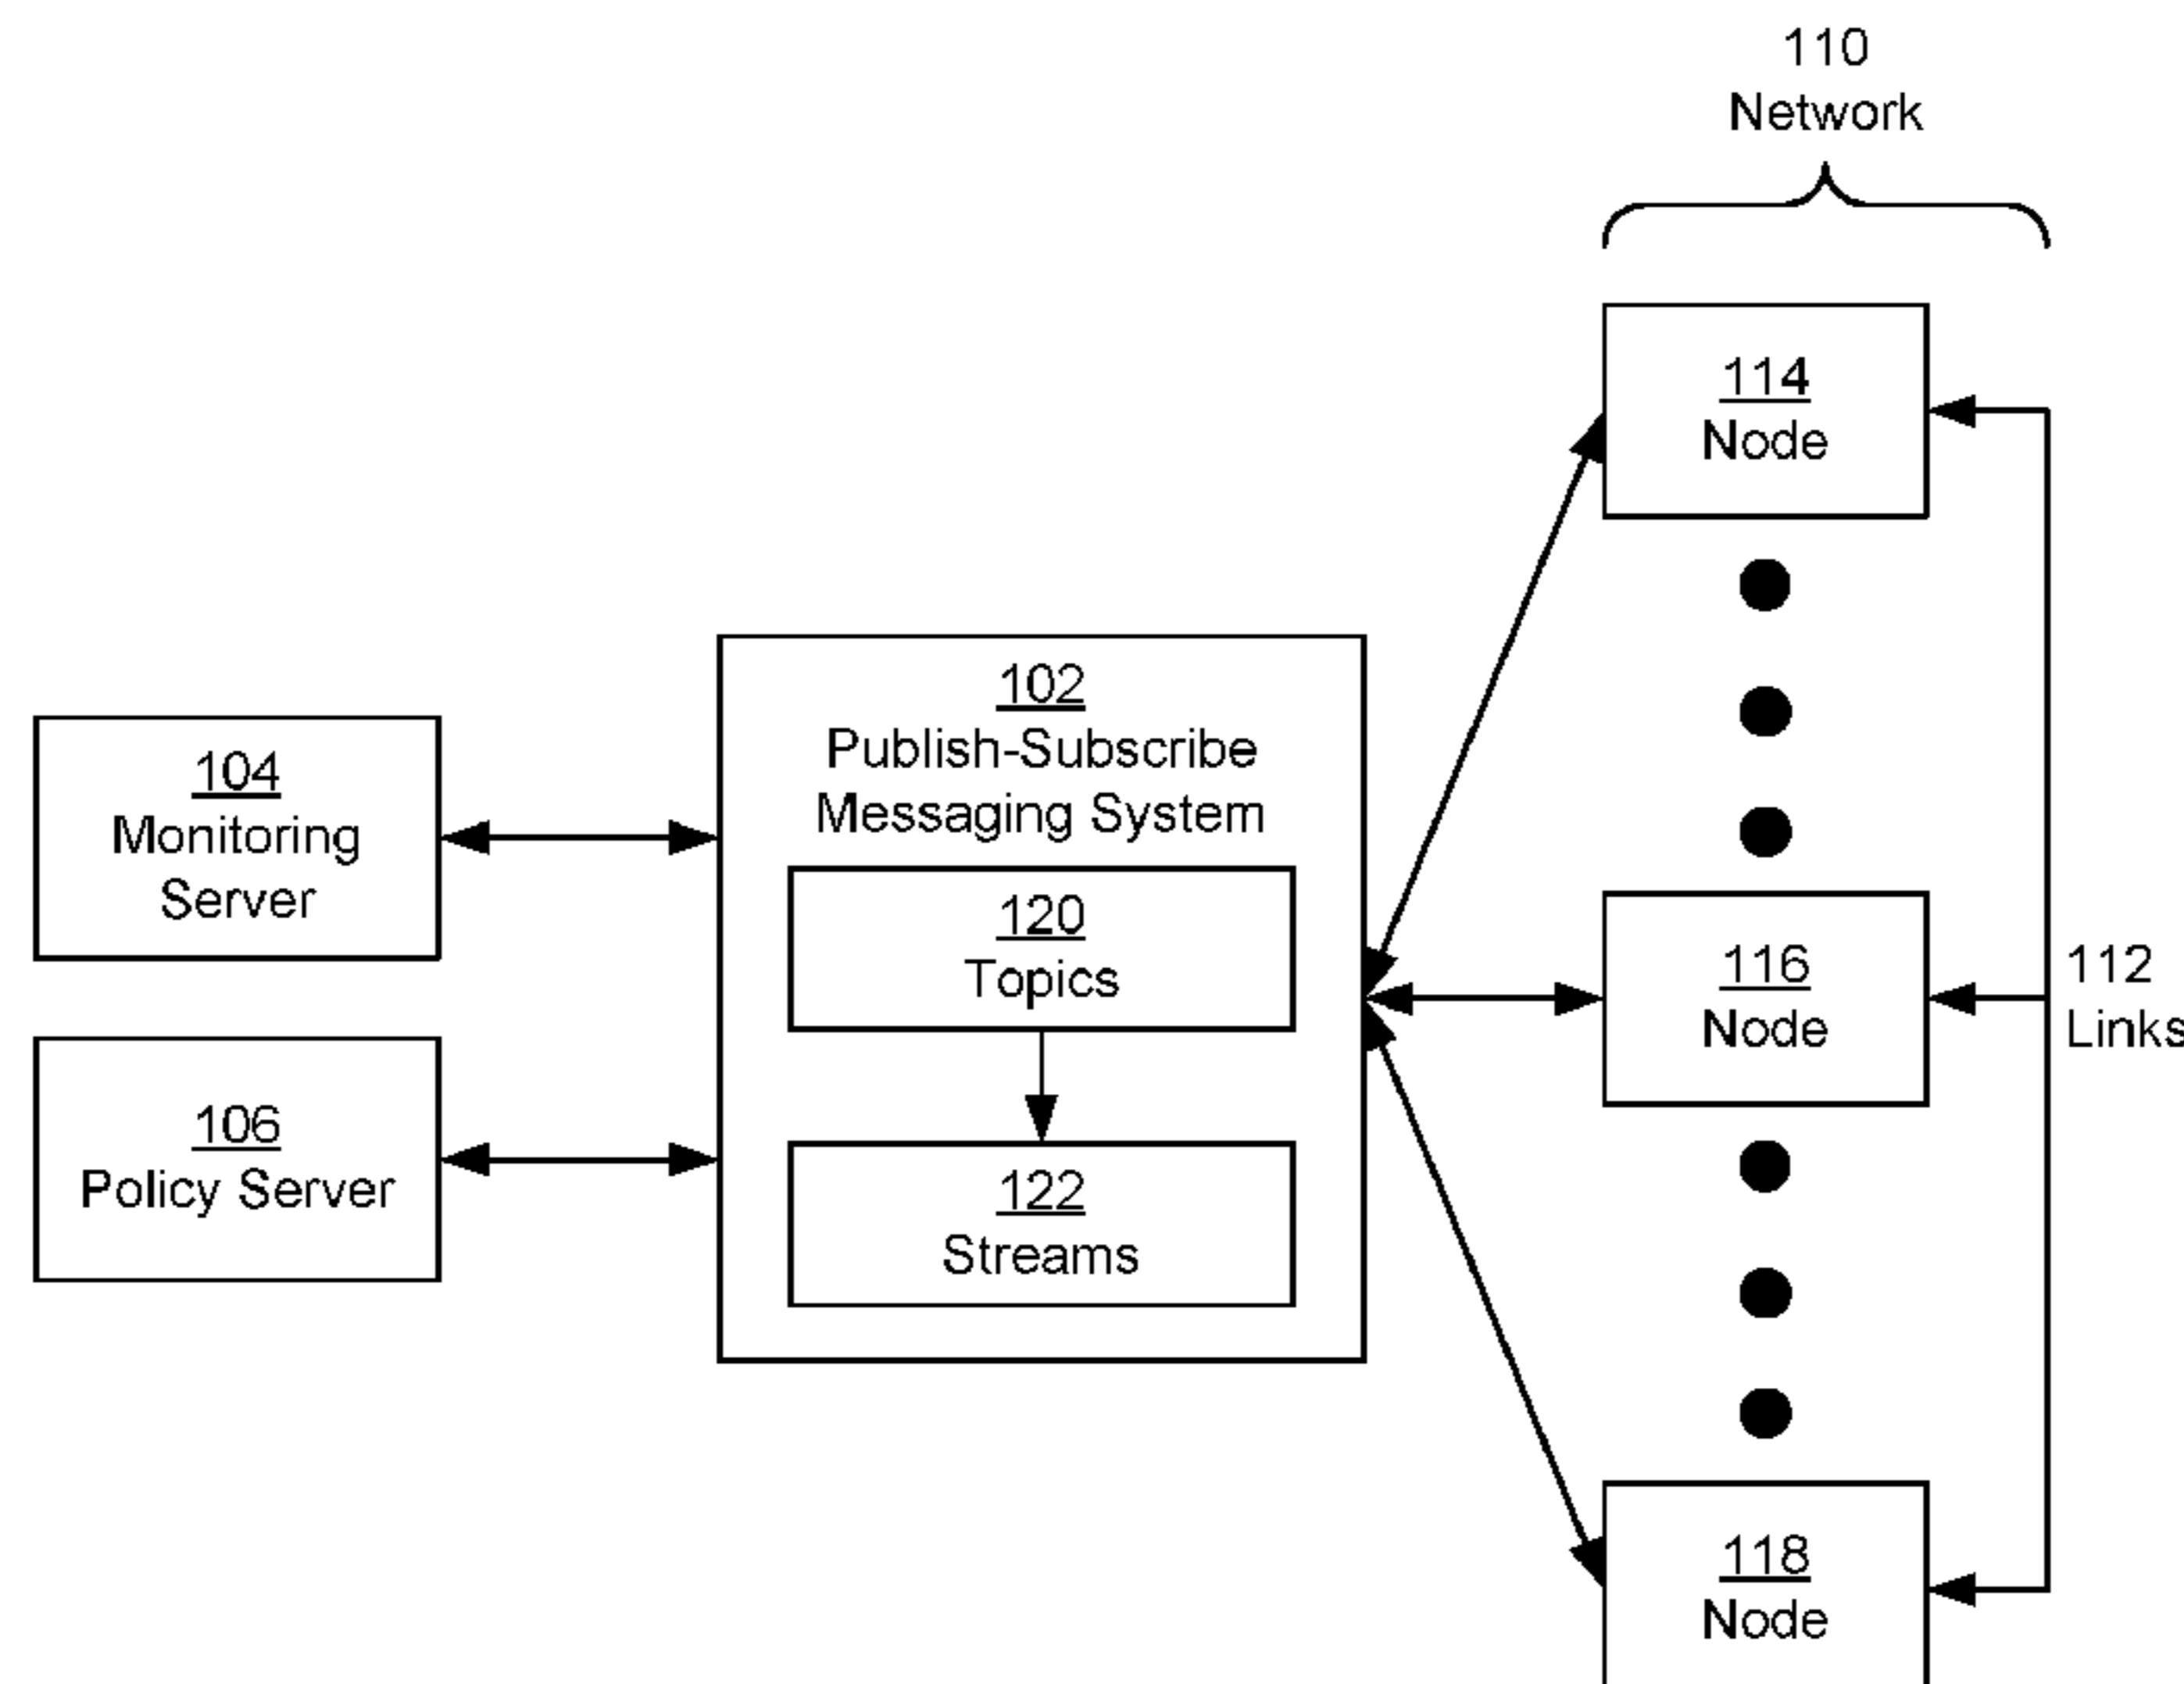 110
Network
114
Node
102
Publish-Subscribe
Messaging System
104
Monitoring
Server
120
Topics
116
Node
112
Links
106
Policy Server
122
Streams
118
Node